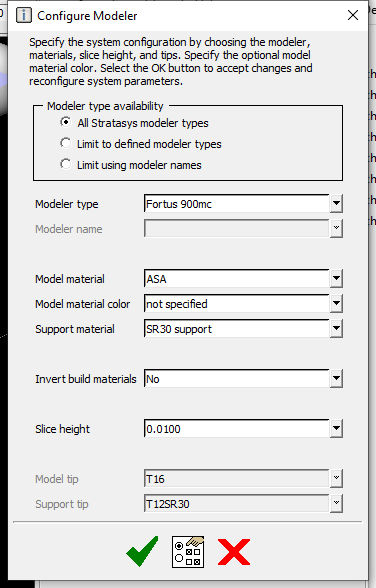 Configure Modeler
Specify the system configuration by choosing the modeler,
materials, slice height, and tips. Specify the optional model
material color. Select the OK button to accept changes and
reconfigure system parameters.
Modeler type availability
All Stratasys modeler types
Limit to defined modeler types
Limit using modeler names
Modeler type Fortus 900mc
Modeler name
Model material ASA
Model material color not specified
Support material SR30 support
Invert build materials No
Slice height 0.0100
Model tip T16
Support tip T12SR30